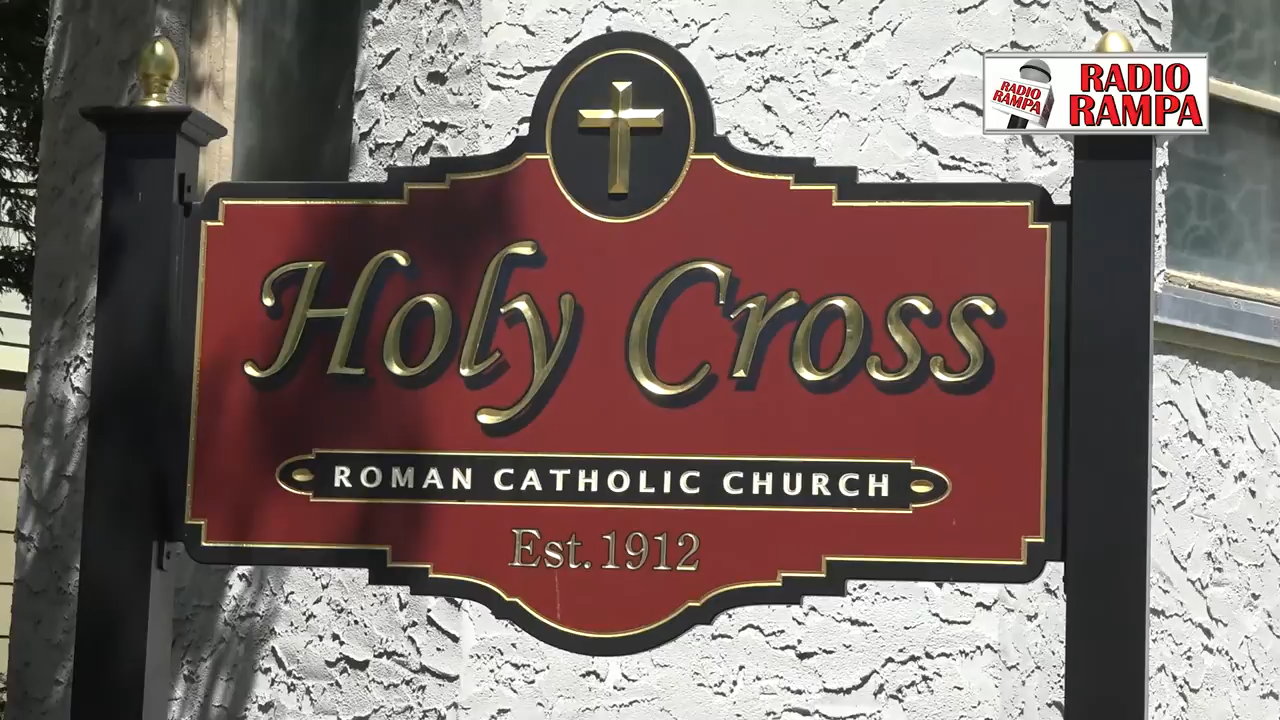 RADIO
RAMPA
RADIO
RAMPA
Holy Cross
ROMAN CATHOLIC CHURCH
Est. 1912